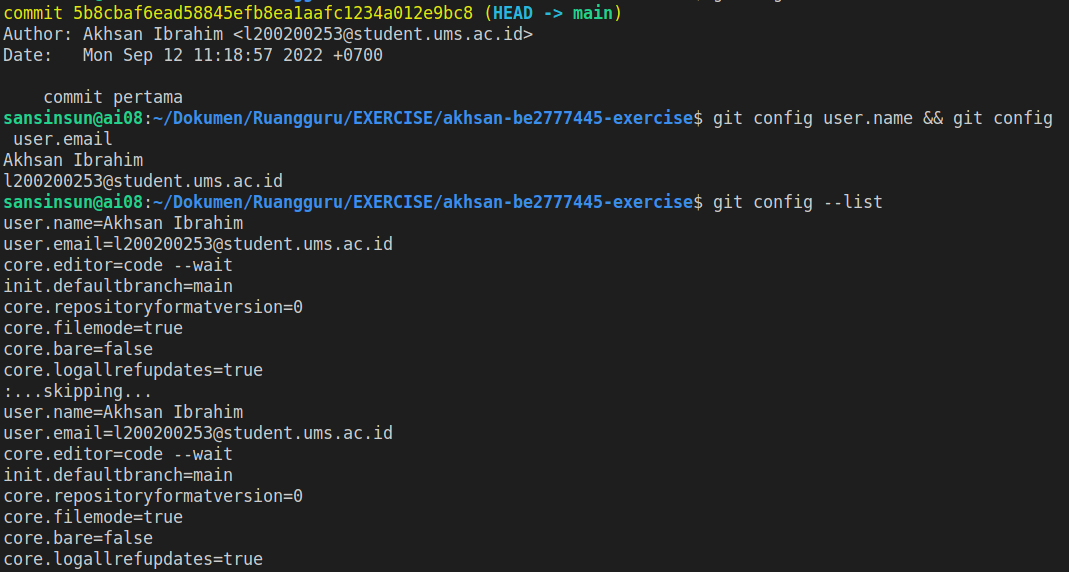 commit 5b8cbaf6ead58845efb8ea1aafc1234a012e9bc8 (HEAD -> main)
Author: Akhsan Ibrahim <l200200253@student.ums.ac.id>
Date:   Mon Sep 12 11:18:57 2022 +0700
    commit pertama
sansinsun@ai08:~/Dokumen/Ruangguru/EXERCISE/akhsan-be2777445-exercise$ git config user.name && git config
 user.email
Akhsan Ibrahim
l200200253@student.ums.ac.id
sansinsun@ai08:~/Dokumen/Ruangguru/EXERCISE/akhsan-be2777445-exercise$ git config --list
user.name=Akhsan Ibrahim
user.email=l200200253@student.ums.ac.id
core.editor=code --wait
init.defaultbranch=main
core.repositoryformatversion=0
core.filemode=true
core.bare=false
core.logallrefupdates=true
:...skipping...
user.name=Akhsan Ibrahim
user.email=l200200253@student.ums.ac.id
core.editor=code --wait
init.defaultbranch=main
core.repositoryformatversion=0
core.filemode=true
core.bare=false
core.logallrefupdates=true